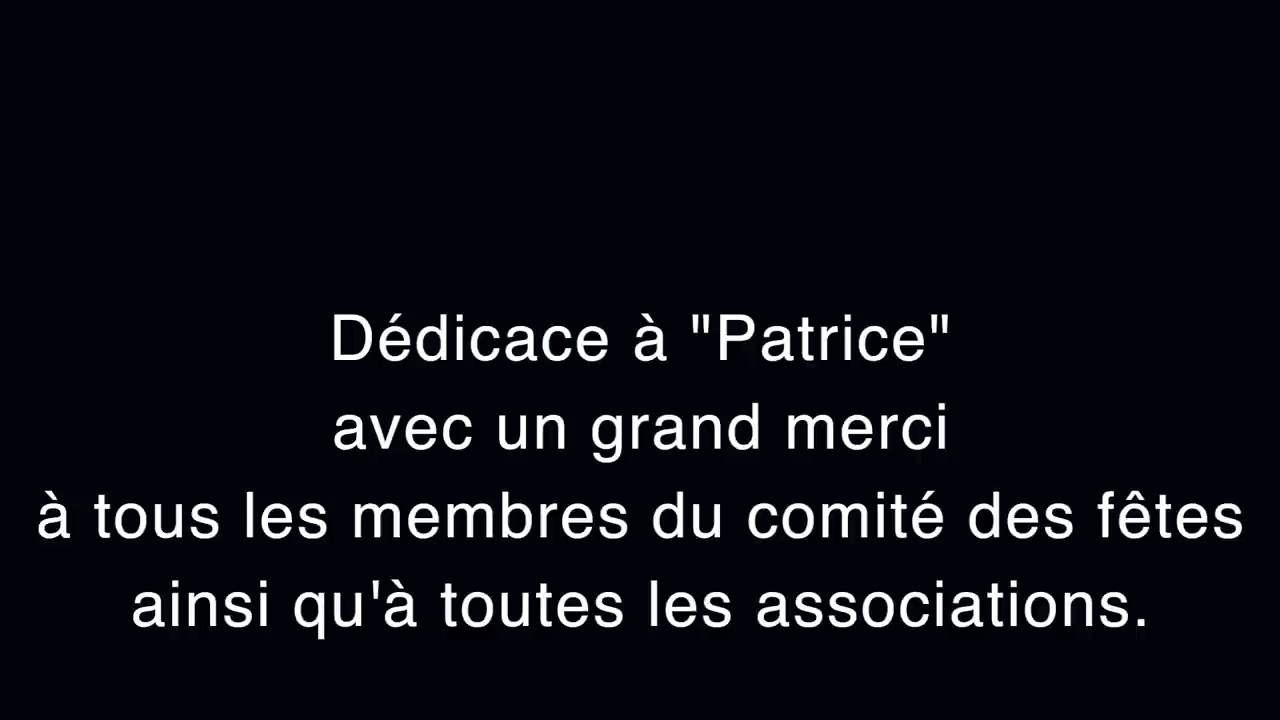 Dédicace à "Patrice"
avec un grand merci
à tous les membres du comité des fêtes
ainsi qu'à toutes les associations.